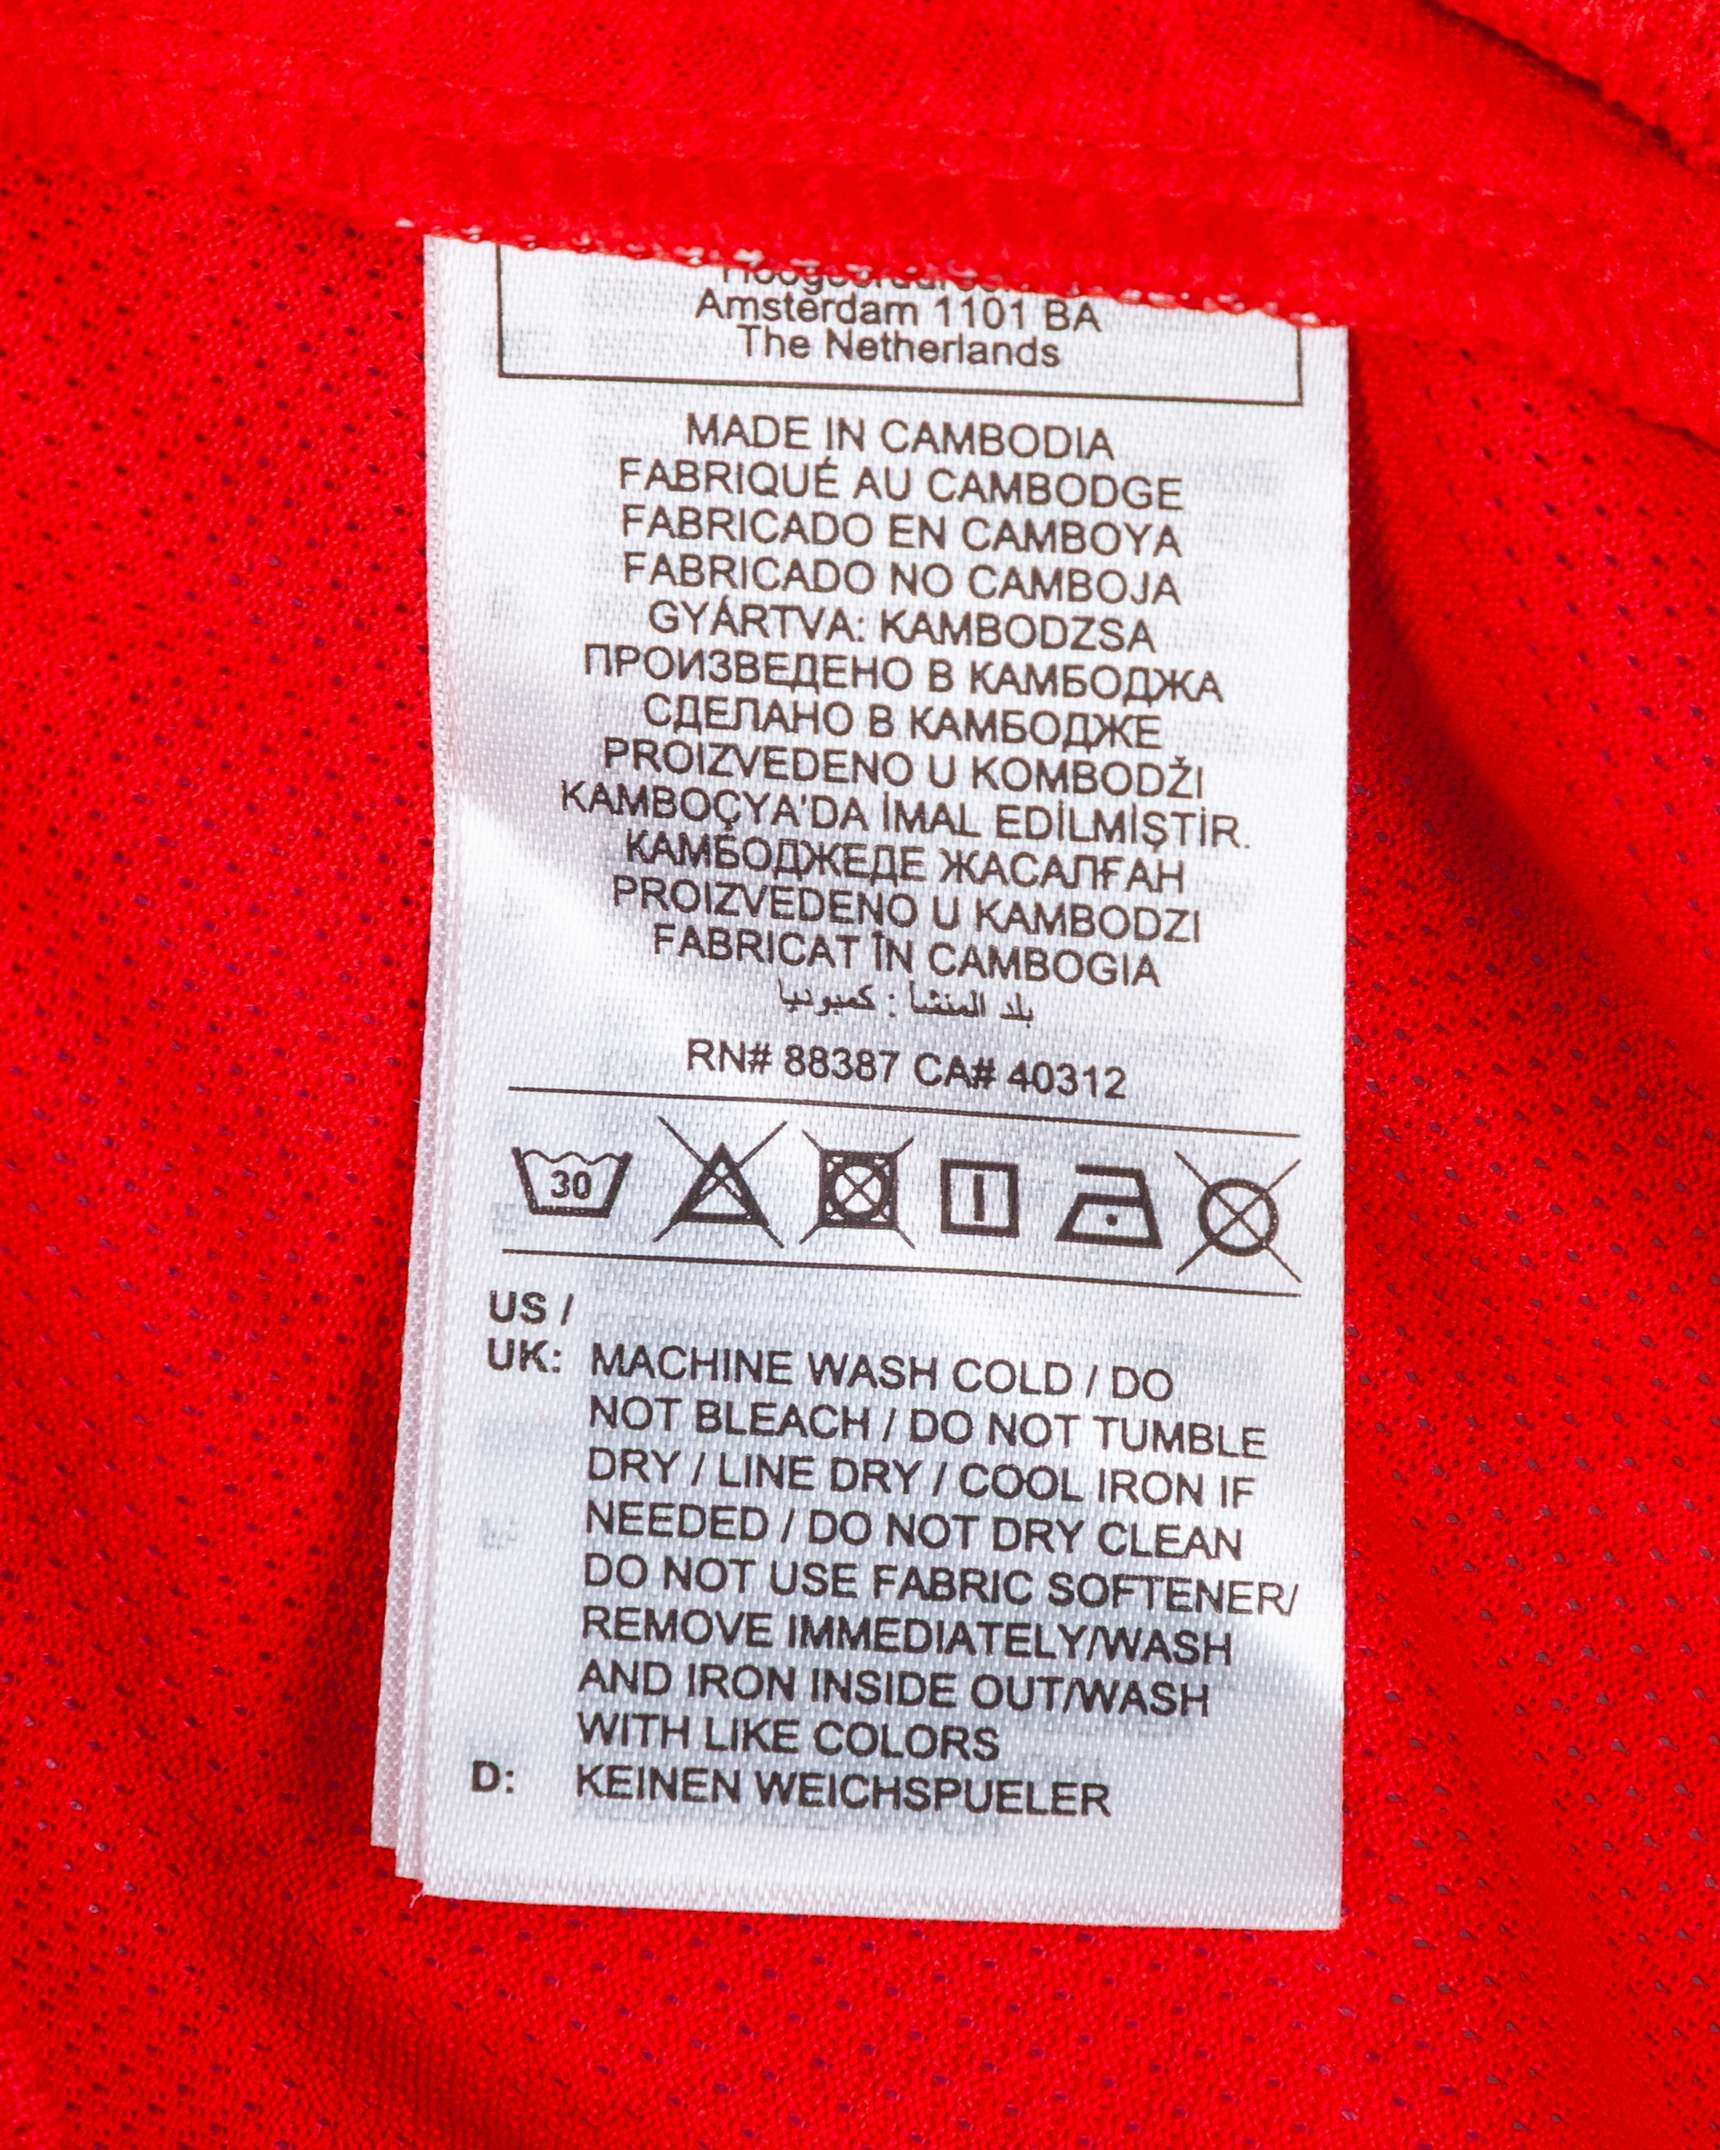 Amsterdam 1101 BA
The Netherlands
MADE IN CAMBODIA
FABRIQUÉ AU CAMBODGE
FABRICADO EN CAMBOYA
FABRICADO NO CAMBOJA
GYÁRTVA: KAMBODZSA
ПРОИЗВЕДЕНО В КАМБОДЖА
СДЕЛАНО В КАМБОДЖЕ
PROIZVEDENO U KOMBODŽI
KAMBOÇYA'DA İMAL EDİLMİŞTİR.
КАМБОДЖЕДЕ ЖАСАЛҒАН
PROIZVEDENO U KAMBODZI
FABRICAT ÎN CAMBOGIA
بلد المنشأ : كمبوديا
RN# 88387 CA# 40312
30
US /
UK: MACHINE WASH COLD / DO
NOT BLEACH / DO NOT TUMBLE
DRY / LINE DRY / COOL IRON IF
NEEDED / DO NOT DRY CLEAN
DO NOT USE FABRIC SOFTENER/
REMOVE IMMEDIATELY/WASH
AND IRON INSIDE OUT/WASH
WITH LIKE COLORS
D: KEINEN WEICHSPUELER